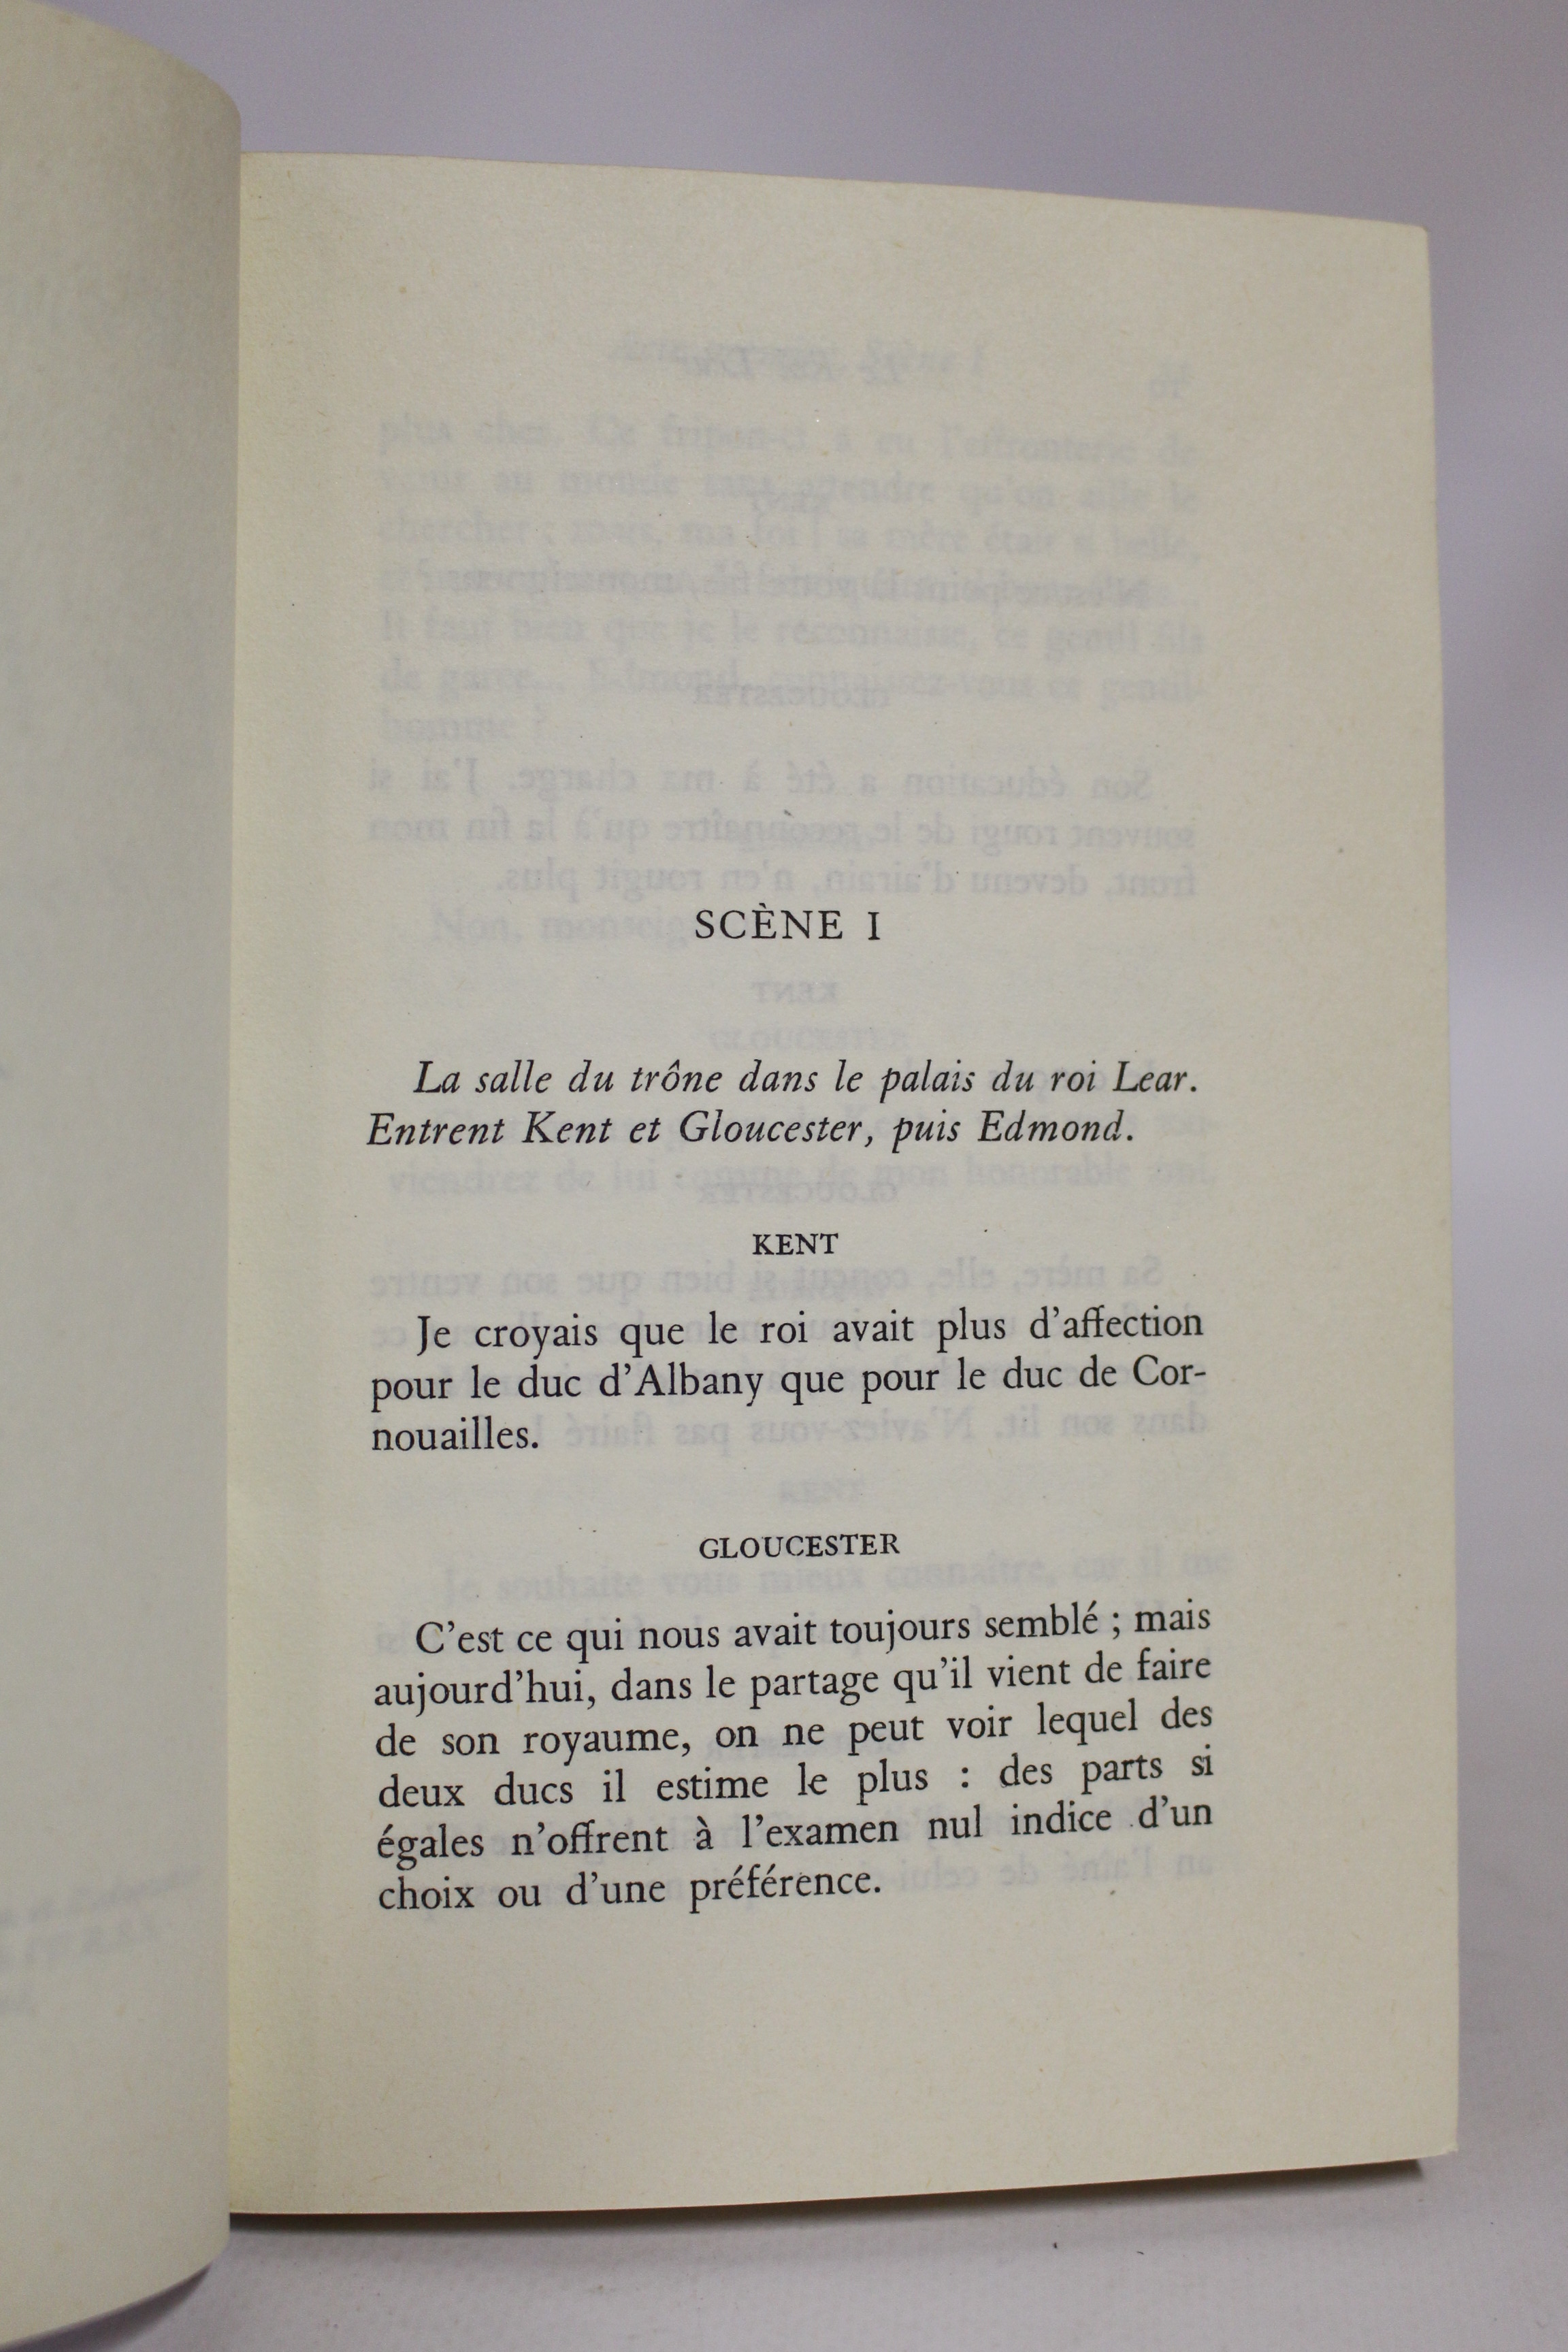 SCÈNE I
La salle du trône dans le palais du roi Lear.
Entrent Kent et Gloucester, puis Edmond.
KENT
Je croyais que le roi avait plus d’affection
pour le duc d’Albany que pour le duc de Cor-
nouailles.
GLOUCESTER
C’est ce qui nous avait toujours semblé ; mais
aujourd’hui, dans le partage qu’il vient de faire
de son royaume, on ne peut voir lequel des
deux ducs il estime le plus : des parts si
égales n’offrent à l’examen nul indice d’un
choix ou d’une préférence.